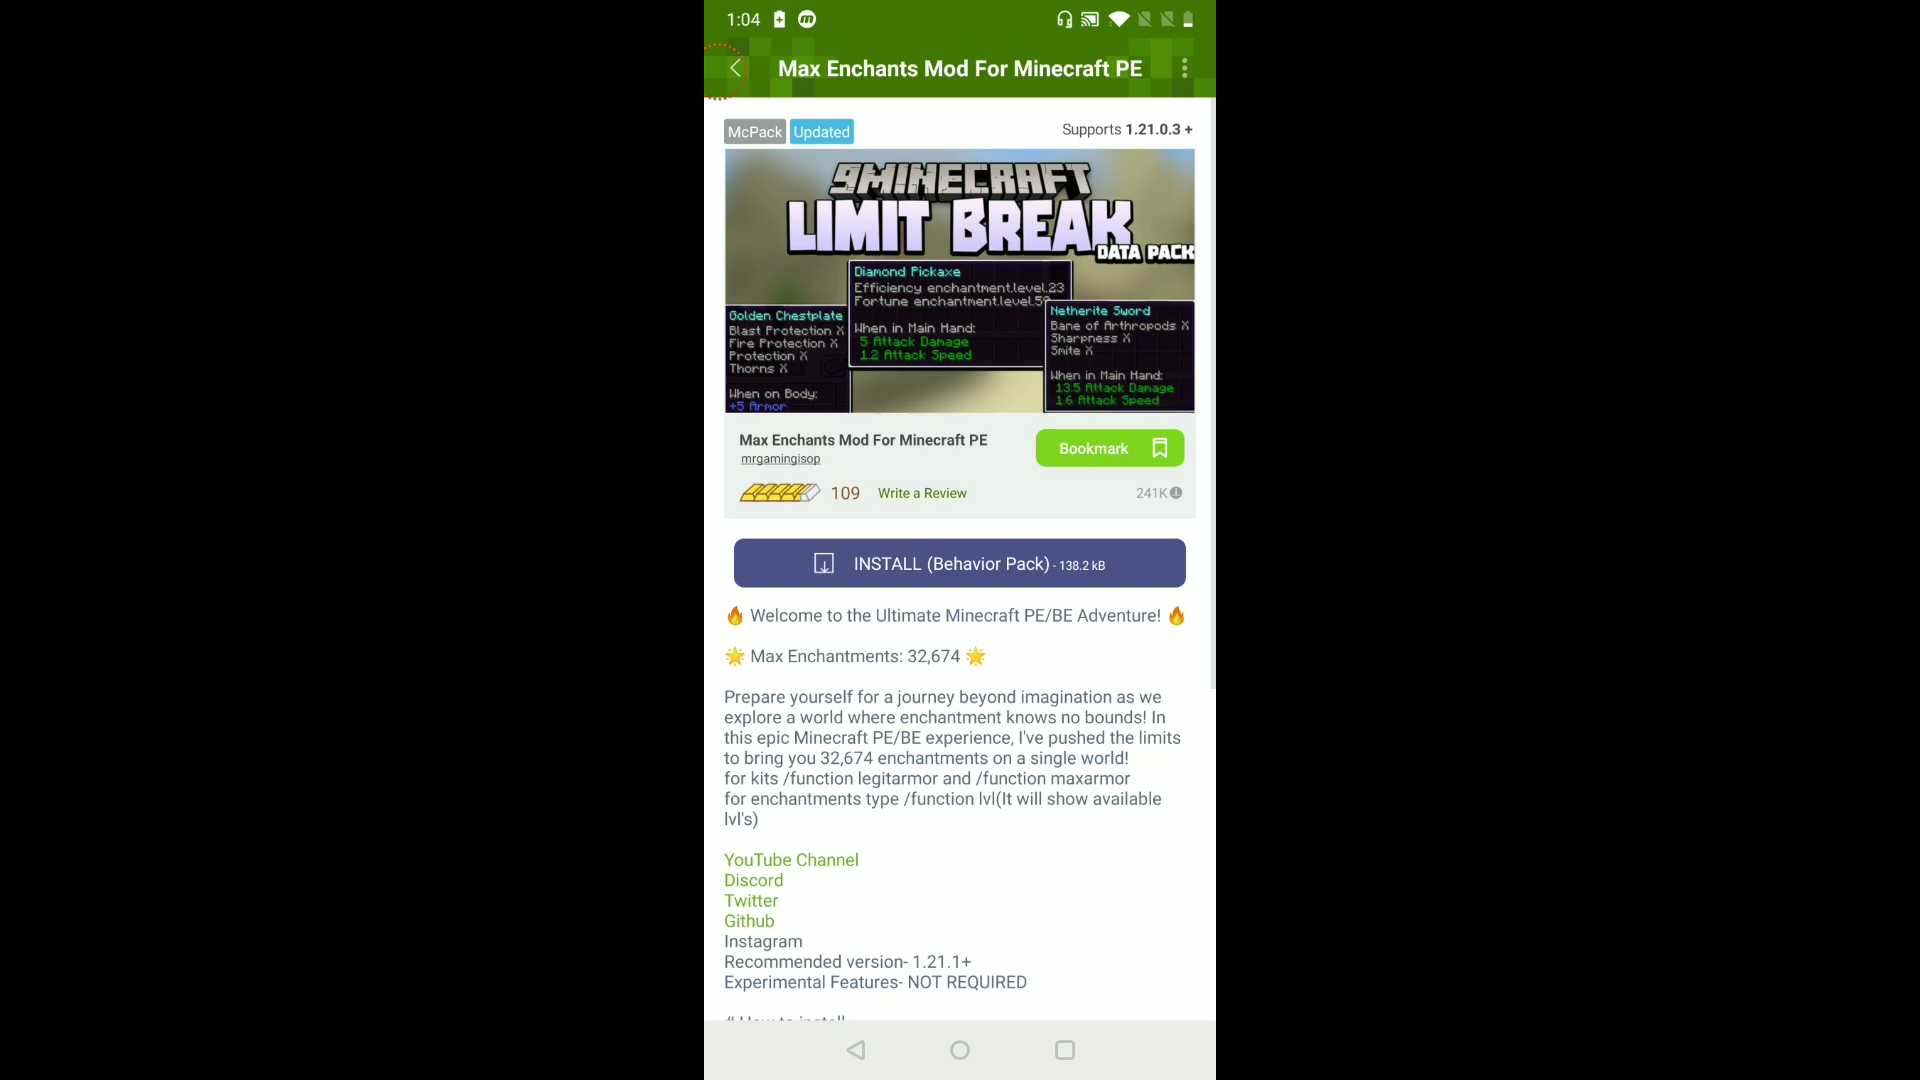 1:04
Max Enchants Mod For Minecraft PE
McPack Updated Supports 1.21.0.3 +
9MINECRAFT
LIMIT BREAK
DATA PACK
Diamond Pickaxe
Efficiency enchantment.level.23
Fortune enchantment.level.5
When in Main Hand:
5 Attack Damage
1.2 Attack Speed
Golden Chestplate
Blast Protection X
Fire Protection X
Protection X
Thorns X
When on Body:
+5 Armor
Netherite Sword
Bane of Arthropods X
Sharpness X
Smite X
When in Main Hand:
13.5 Attack Damage
1.6 Attack Speed
Max Enchants Mod For Minecraft PE
mrgamingisop
Bookmark
109 Write a Review 241K
INSTALL (Behavior Pack) - 138.2 kB
🔥 Welcome to the Ultimate Minecraft PE/BE Adventure! 🔥
🌟 Max Enchantments: 32,674 🌟
Prepare yourself for a journey beyond imagination as we
explore a world where enchantment knows no bounds! In
this epic Minecraft PE/BE experience, I've pushed the limits
to bring you 32,674 enchantments on a single world!
for kits /function legitarmor and /function maxarmor
for enchantments type /function lvl(It will show available
lvl's)
YouTube Channel
Discord
Twitter
Github
Instagram
Recommended version- 1.21.1+
Experimental Features- NOT REQUIRED
# How to install